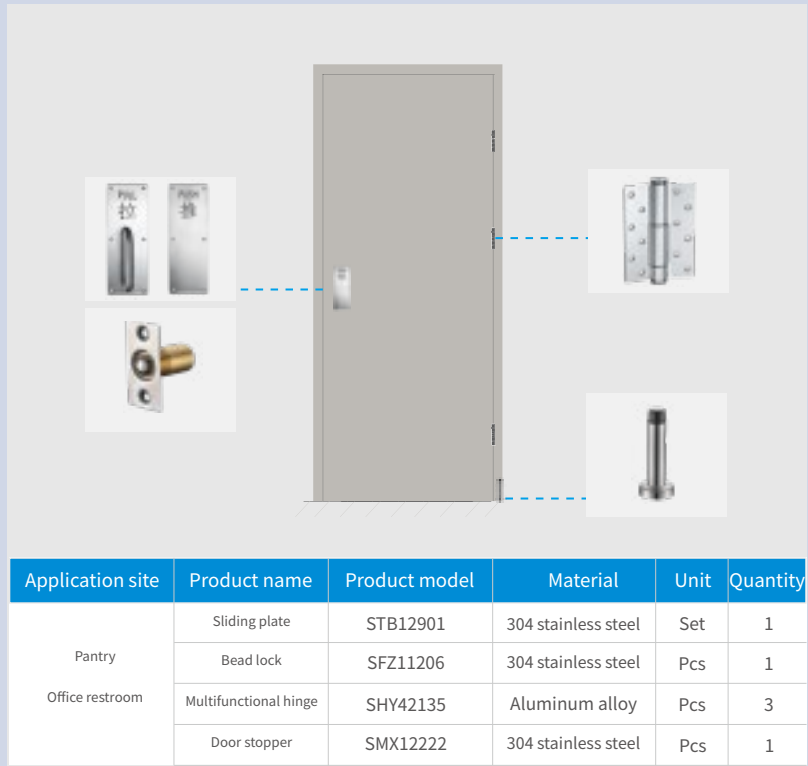 PULL
拉
PUSH
推
Application site Product name Product model Material Unit Quantity
Pantry
Office restroom
Sliding plate STB12901 304 stainless steel Set 1
Bead lock SFZ11206 304 stainless steel Pcs 1
Multifunctional hinge SHY42135 Aluminum alloy Pcs 3
Door stopper SMX12222 304 stainless steel Pcs 1